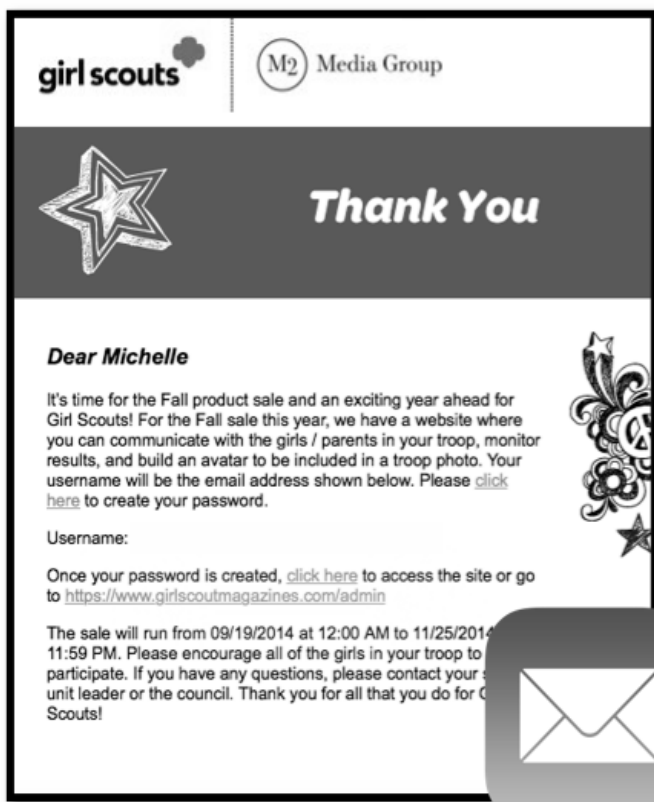 girl scouts
M2 Media Group
Thank You
Dear Michelle
It's time for the Fall product sale and an exciting year ahead for
Girl Scouts! For the Fall sale this year, we have a website where
you can communicate with the girls / parents in your troop, monitor
results, and build an avatar to be included in a troop photo. Your
username will be the email address shown below. Please click
here to create your password.
Username:
Once your password is created, click here to access the site or go
to https://www.girlscoutmagazines.com/admin
The sale will run from 09/19/2014 at 12:00 AM to 11/25/2014
11:59 PM. Please encourage all of the girls in your troop to
participate. If you have any questions, please contact your
unit leader or the council. Thank you for all that you do for
Scouts!